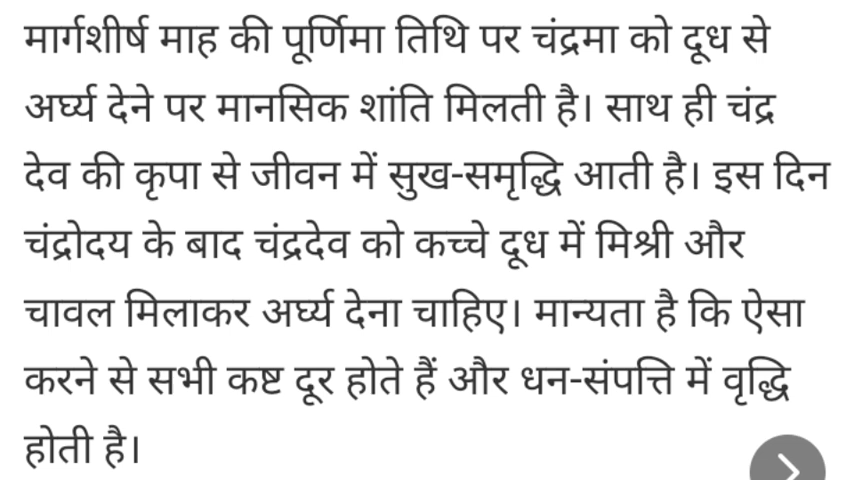 मार्गशीर्ष माह की पूर्णिमा तिथि पर चंद्रमा को दूध से
अर्घ्य देने पर मानसिक शांति मिलती है। साथ ही चंद्र
देव की कृपा से जीवन में सुख-समृद्धि आती है। इस दिन
चंद्रोदय के बाद चंद्रदेव को कच्चे दूध में मिश्री और
चावल मिलाकर अर्घ्य देना चाहिए। मान्यता है कि ऐसा
करने से सभी कष्ट दूर होते हैं और धन-संपत्ति में वृद्धि
होती है।